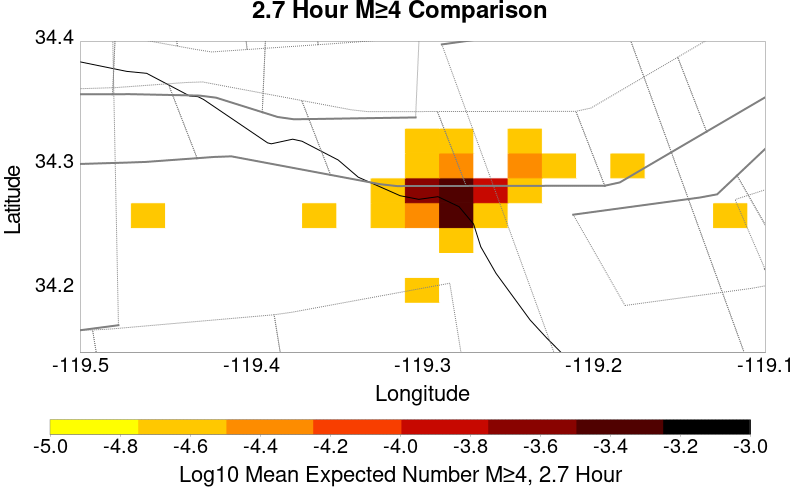 2.7 Hour M≥4 Comparison
34.4
34.3
34.2
Latitude
-119.5 -119.4 -119.3 -119.2 -119.1
Longitude
-5.0 -4.8 -4.6 -4.4 -4.2 -4.0 -3.8 -3.6 -3.4 -3.2 -3.0
Log10 Mean Expected Number M≥4, 2.7 Hour